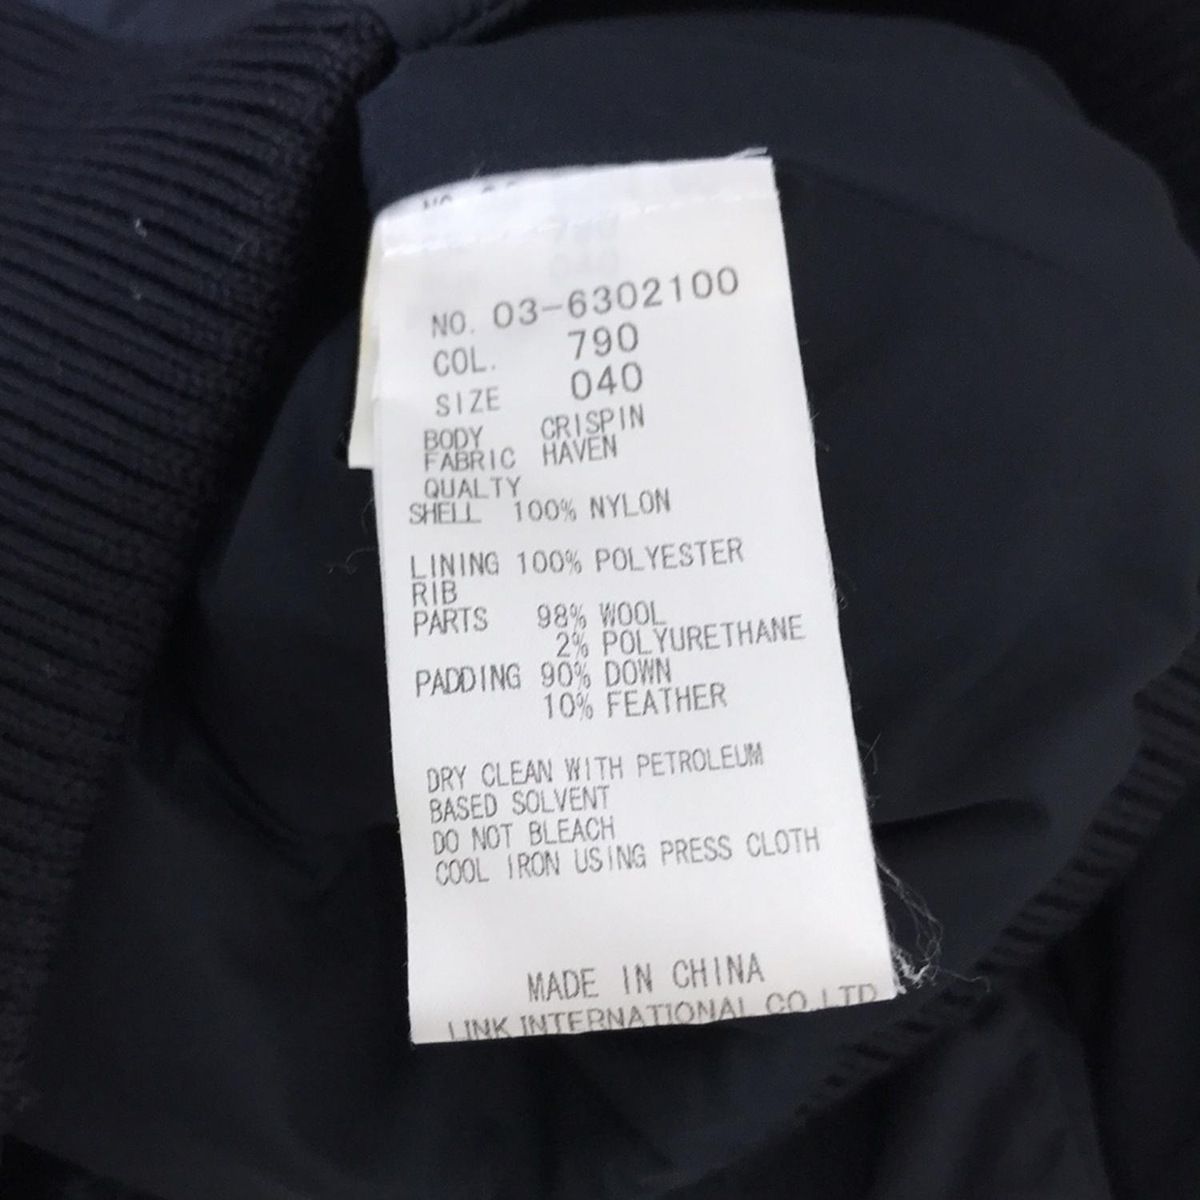 NO. 03-6302100
COL. 790
SIZE 040
BODY CRISPIN
FABRIC HAVEN
QUALTY
SHELL 100% NYLON
LINING 100% POLYESTER
RIB
PARTS 98% WOOL
2% POLYURETHANE
PADDING 90% DOWN
10% FEATHER
DRY CLEAN WITH PETROLEUM
BASED SOLVENT
DO NOT BLEACH
COOL IRON USING PRESS CLOTH
MADE IN CHINA
LINK INTERNATIONAL CO.LTD